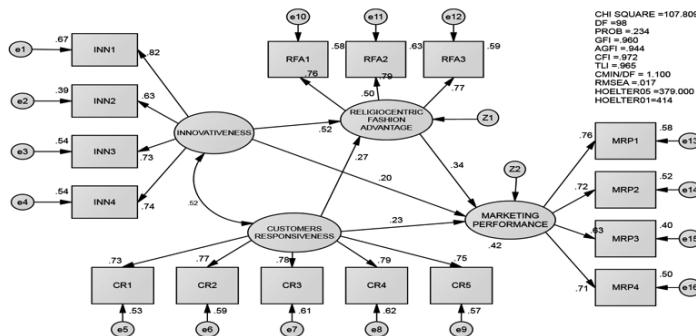 CHI SQUARE =107.809
DF =98
PROB =.234
GFI =.960
AGFI =.944
CFI =.972
TLI =.965
CMIN/DF = 1.100
RMSEA =.017
HOELTER05 =379.000
HOELTER01=414
e10 e11 e12
RFA1 .58 RFA2 .63 RFA3 .59
.76 .79 .77
e1 .67 INN1 .82
e2 .39 INN2 .63
e3 .54 INN3 .73
e4 .54 INN4 .74
INNOVATIVENESS
.50
RELIGIOCENTRIC
FASHION
ADVANTAGE
Z1
.52
.27
.34
.20
.52
Z2
CUSTOMERS
RESPONSIVENESS
.23
MARKETING
PERFORMANCE
.42
.76 MRP1 .58 e13
.72 MRP2 .52 e14
.63 MRP3 .40 e15
.71 MRP4 .50 e16
.73 .77 .78 .79 .75
CR1 CR2 CR3 CR4 CR5
.53 .59 .61 .62 .57
e5 e6 e7 e8 e9